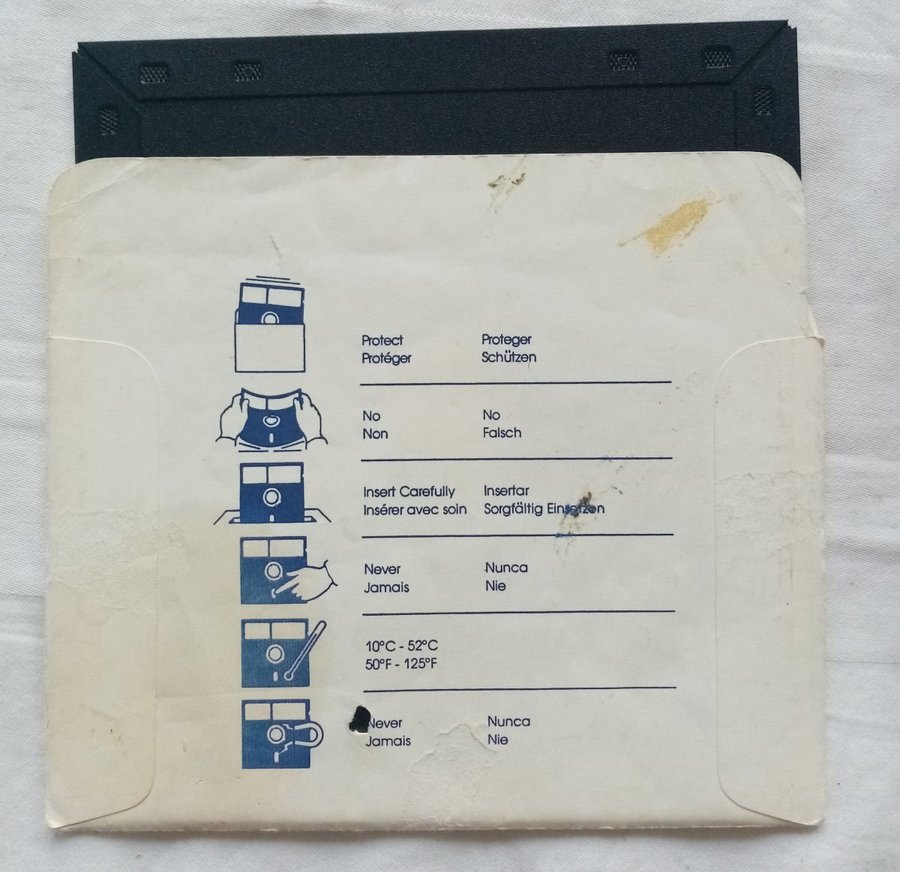 Protect Proteger
Protéger Schützen
No No
Non Falsch
Insert Carefully Insertar
Insérer avec soin Sorgfältig Einsetzen
Never Nunca
Jamais Nie
10°C - 52°C
50°F - 125°F
Never Nunca
Jamais Nie